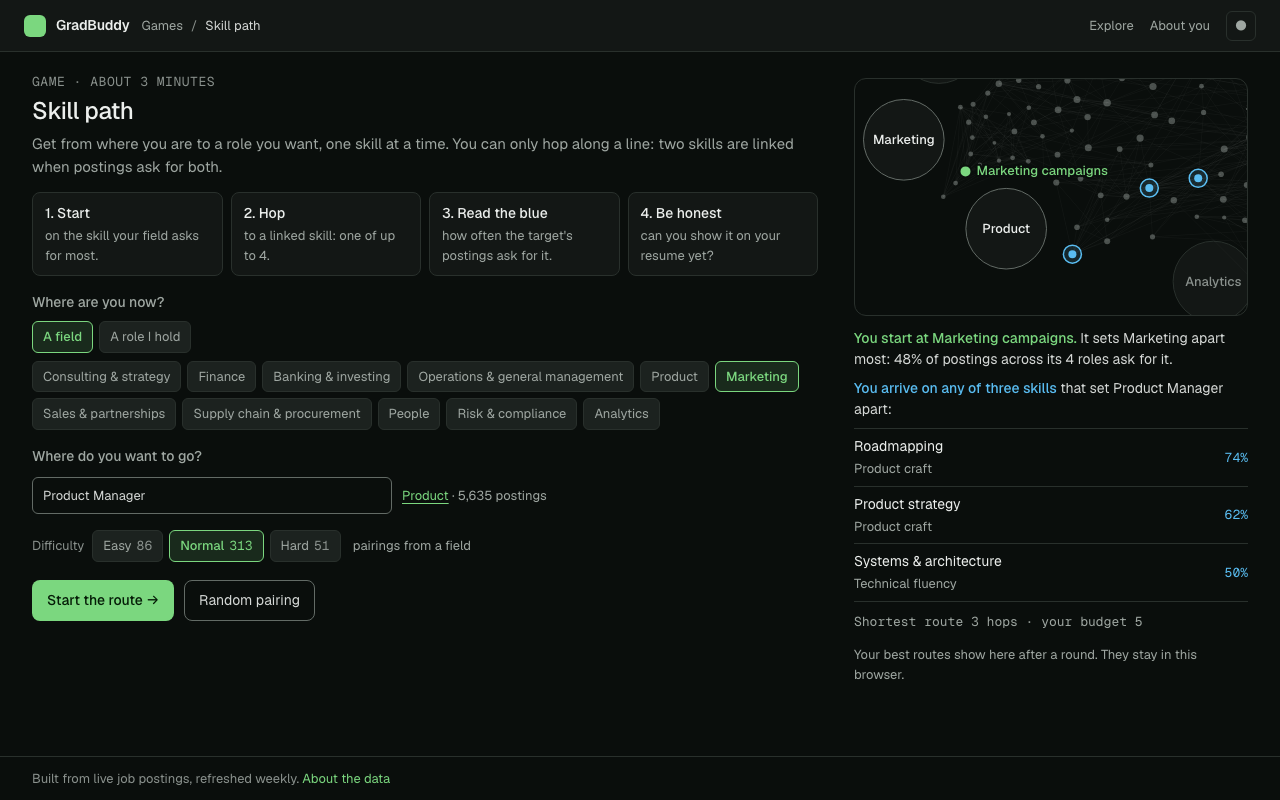 GradBuddy Games / Skill path
Explore About you
GAME · ABOUT 3 MINUTES
Skill path
Get from where you are to a role you want, one skill at a time. You can only hop along a line: two skills are linked
when postings ask for both.
1. Start
on the skill your field asks
for most.
2. Hop
to a linked skill: one of up
to 4.
3. Read the blue
how often the target's
postings ask for it.
4. Be honest
can you show it on your
resume yet?
Where are you now?
A field A role I hold
Consulting & strategy Finance Banking & investing Operations & general management Product Marketing
Sales & partnerships Supply chain & procurement People Risk & compliance Analytics
Where do you want to go?
Product Manager Product · 5,635 postings
Difficulty Easy 86 Normal 313 Hard 51 pairings from a field
Start the route → Random pairing
Marketing
Marketing campaigns
Product
Analytics
You start at Marketing campaigns. It sets Marketing apart
most: 48% of postings across its 4 roles ask for it.
You arrive on any of three skills that set Product Manager
apart:
Roadmapping
Product craft
74%
Product strategy
Product craft
62%
Systems & architecture
Technical fluency
50%
Shortest route 3 hops · your budget 5
Your best routes show here after a round. They stay in this
browser.
Built from live job postings, refreshed weekly. About the data